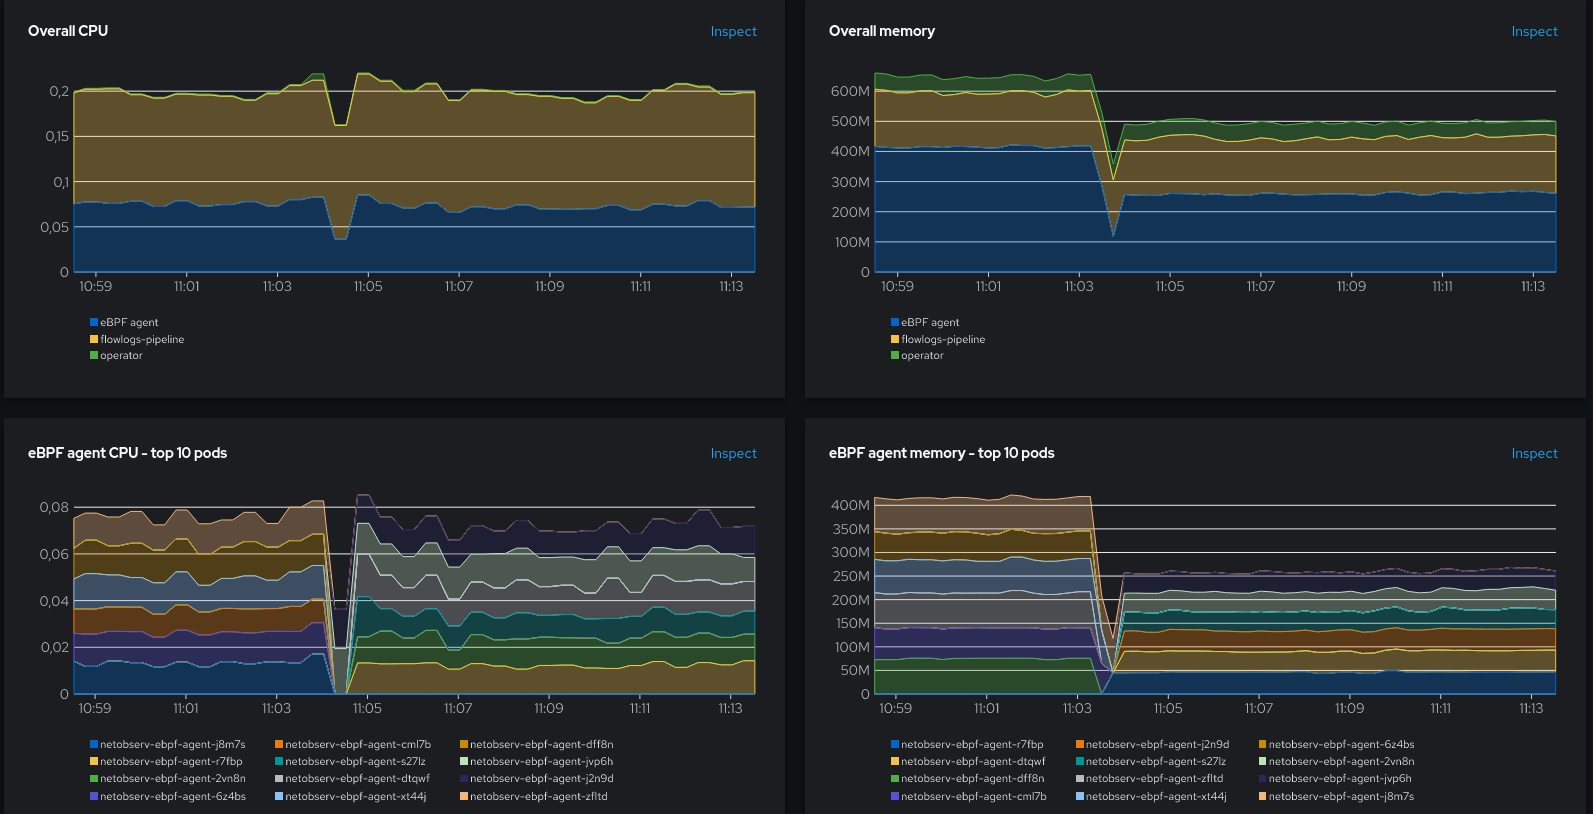 Overall CPU
Inspect
0,2
0,15
0,1
0,05
0
10:59 11:01 11:03 11:05 11:07 11:09 11:11 11:13
eBPF agent
flowlogs-pipeline
operator
Overall memory
Inspect
600M
500M
400M
300M
200M
100M
0
10:59 11:01 11:03 11:05 11:07 11:09 11:11 11:13
eBPF agent
flowlogs-pipeline
operator
eBPF agent CPU - top 10 pods
Inspect
0,08
0,06
0,04
0,02
0
10:59 11:01 11:03 11:05 11:07 11:09 11:11 11:13
netobserv-ebpf-agent-j8m7s netobserv-ebpf-agent-cml7b netobserv-ebpf-agent-dff8n
netobserv-ebpf-agent-r7fbp netobserv-ebpf-agent-s27lz netobserv-ebpf-agent-jvp6h
netobserv-ebpf-agent-2vn8n netobserv-ebpf-agent-dtqwf netobserv-ebpf-agent-j2n9d
netobserv-ebpf-agent-6z4bs netobserv-ebpf-agent-xt44j netobserv-ebpf-agent-zfltd
eBPF agent memory - top 10 pods
Inspect
400M
350M
300M
250M
200M
150M
100M
50M
0
10:59 11:01 11:03 11:05 11:07 11:09 11:11 11:13
netobserv-ebpf-agent-r7fbp netobserv-ebpf-agent-j2n9d netobserv-ebpf-agent-6z4bs
netobserv-ebpf-agent-dtqwf netobserv-ebpf-agent-s27lz netobserv-ebpf-agent-2vn8n
netobserv-ebpf-agent-dff8n netobserv-ebpf-agent-zfltd netobserv-ebpf-agent-jvp6h
netobserv-ebpf-agent-cml7b netobserv-ebpf-agent-xt44j netobserv-ebpf-agent-j8m7s